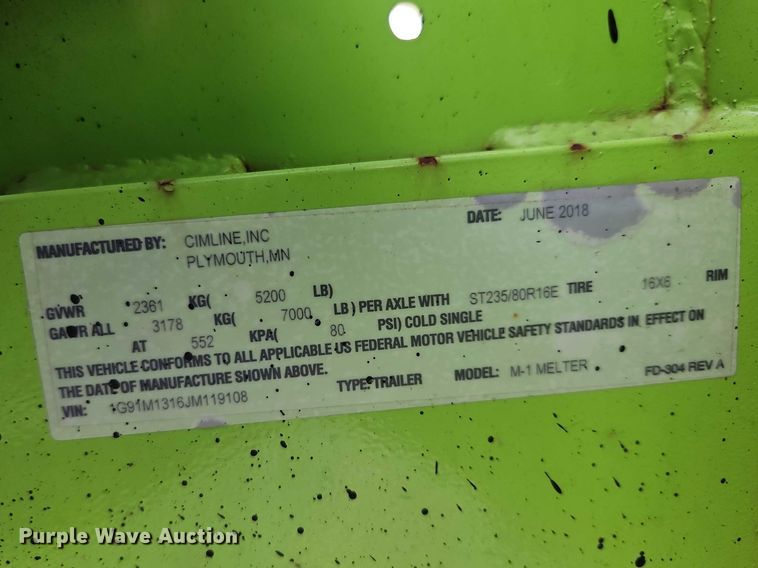 MANUFACTURED BY: CIMLINE,INC DATE: JUNE 2018
PLYMOUTH,MN
GVWR 2361 KG( 5200 LB)
GAWR ALL 3178 KG( 7000 LB) PER AXLE WITH ST235/80R16E TIRE 16X6 RIM
AT 552 KPA( 80 PSI) COLD SINGLE
THIS VEHICLE CONFORMS TO ALL APPLICABLE US FEDERAL MOTOR VEHICLE SAFETY STANDARDS IN EFFECT ON
THE DATE OF MANUFACTURE SHOWN ABOVE.
VIN: 1G91M1316JM119108 TYPE: TRAILER MODEL: M-1 MELTER FD-304 REV A
Purple Wave Auction